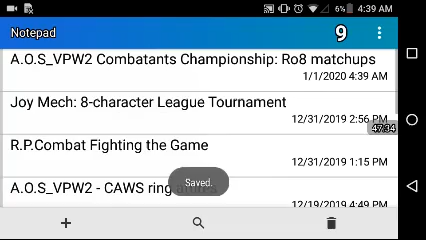 6% 4:39 AM
Notepad 9
A.O.S_VPW2 Combatants Championship: Ro8 matchups
1/1/2020 4:39 AM
Joy Mech: 8-character League Tournament
12/31/2019 2:56 PM
47:34
R.P.Combat Fighting the Game
12/31/2019 1:15 PM
Saved.
A.O.S_VPW2 - CAWS ring
12/19/2019 4:49 PM